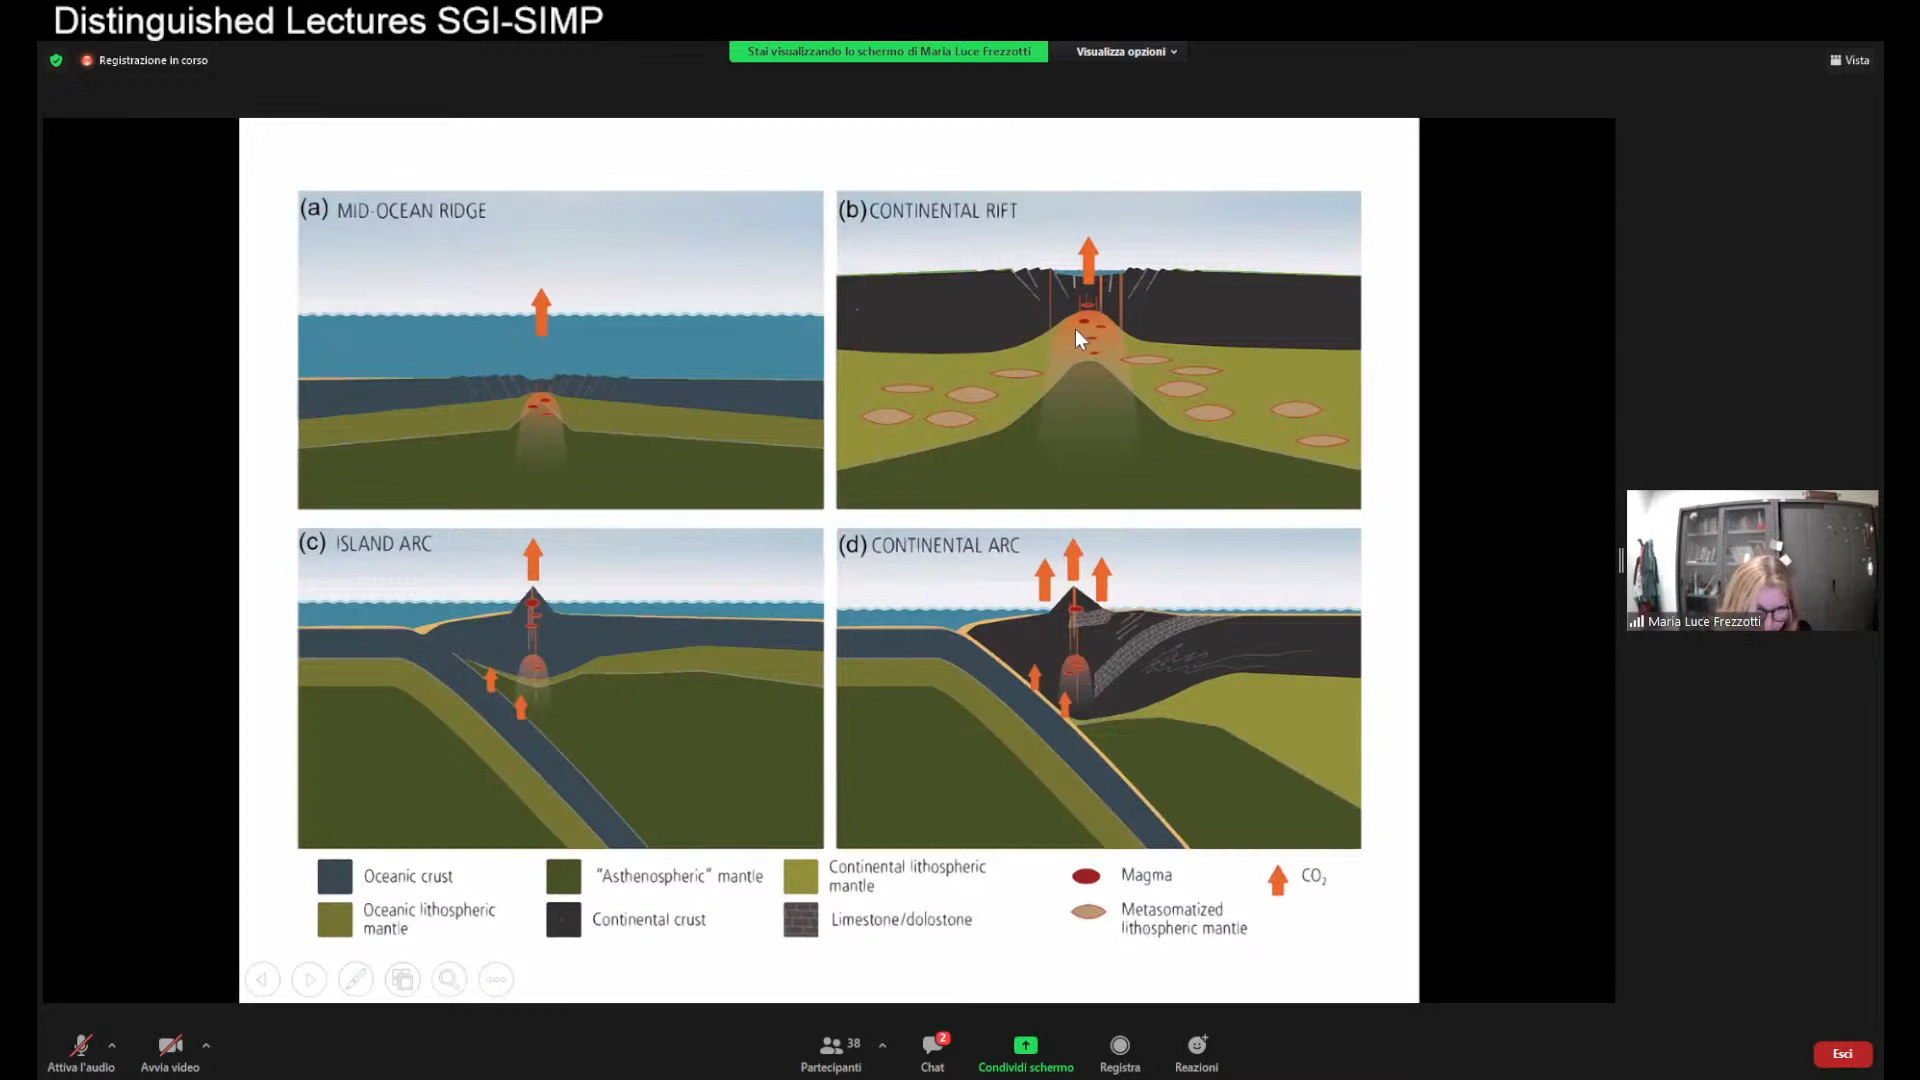 Distinguished Lectures SGI-SIMP
Stai visualizzando lo schermo di Maria Luce Frezzotti
Visualizza opzioni
Registrazione in corso
Vista
(a) MID-OCEAN RIDGE
(b) CONTINENTAL RIFT
(c) ISLAND ARC
(d) CONTINENTAL ARC
Maria Luce Frezzotti
Oceanic crust
"Asthenospheric" mantle
Continental lithospheric
mantle
Magma
CO2
Oceanic lithospheric
mantle
Continental crust
Limestone/dolostone
Metasomatized
lithospheric mantle
Attiva l'audio
Avvia video
38
Partecipanti
2
Chat
Condividi schermo
Registra
Reazioni
Esci